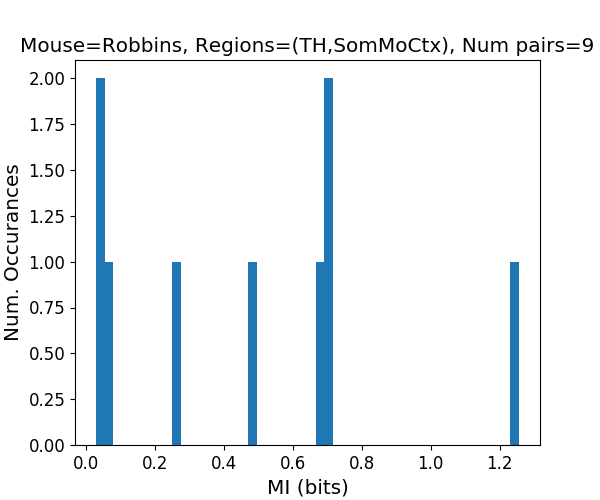 Mouse=Robbins, Regions=(TH,SomMoCtx), Num pairs=9
2.00
1.75
1.50
1.25
1.00
0.75
0.50
0.25
0.00
Num. Occurances
0.0 0.2 0.4 0.6 0.8 1.0 1.2
MI (bits)